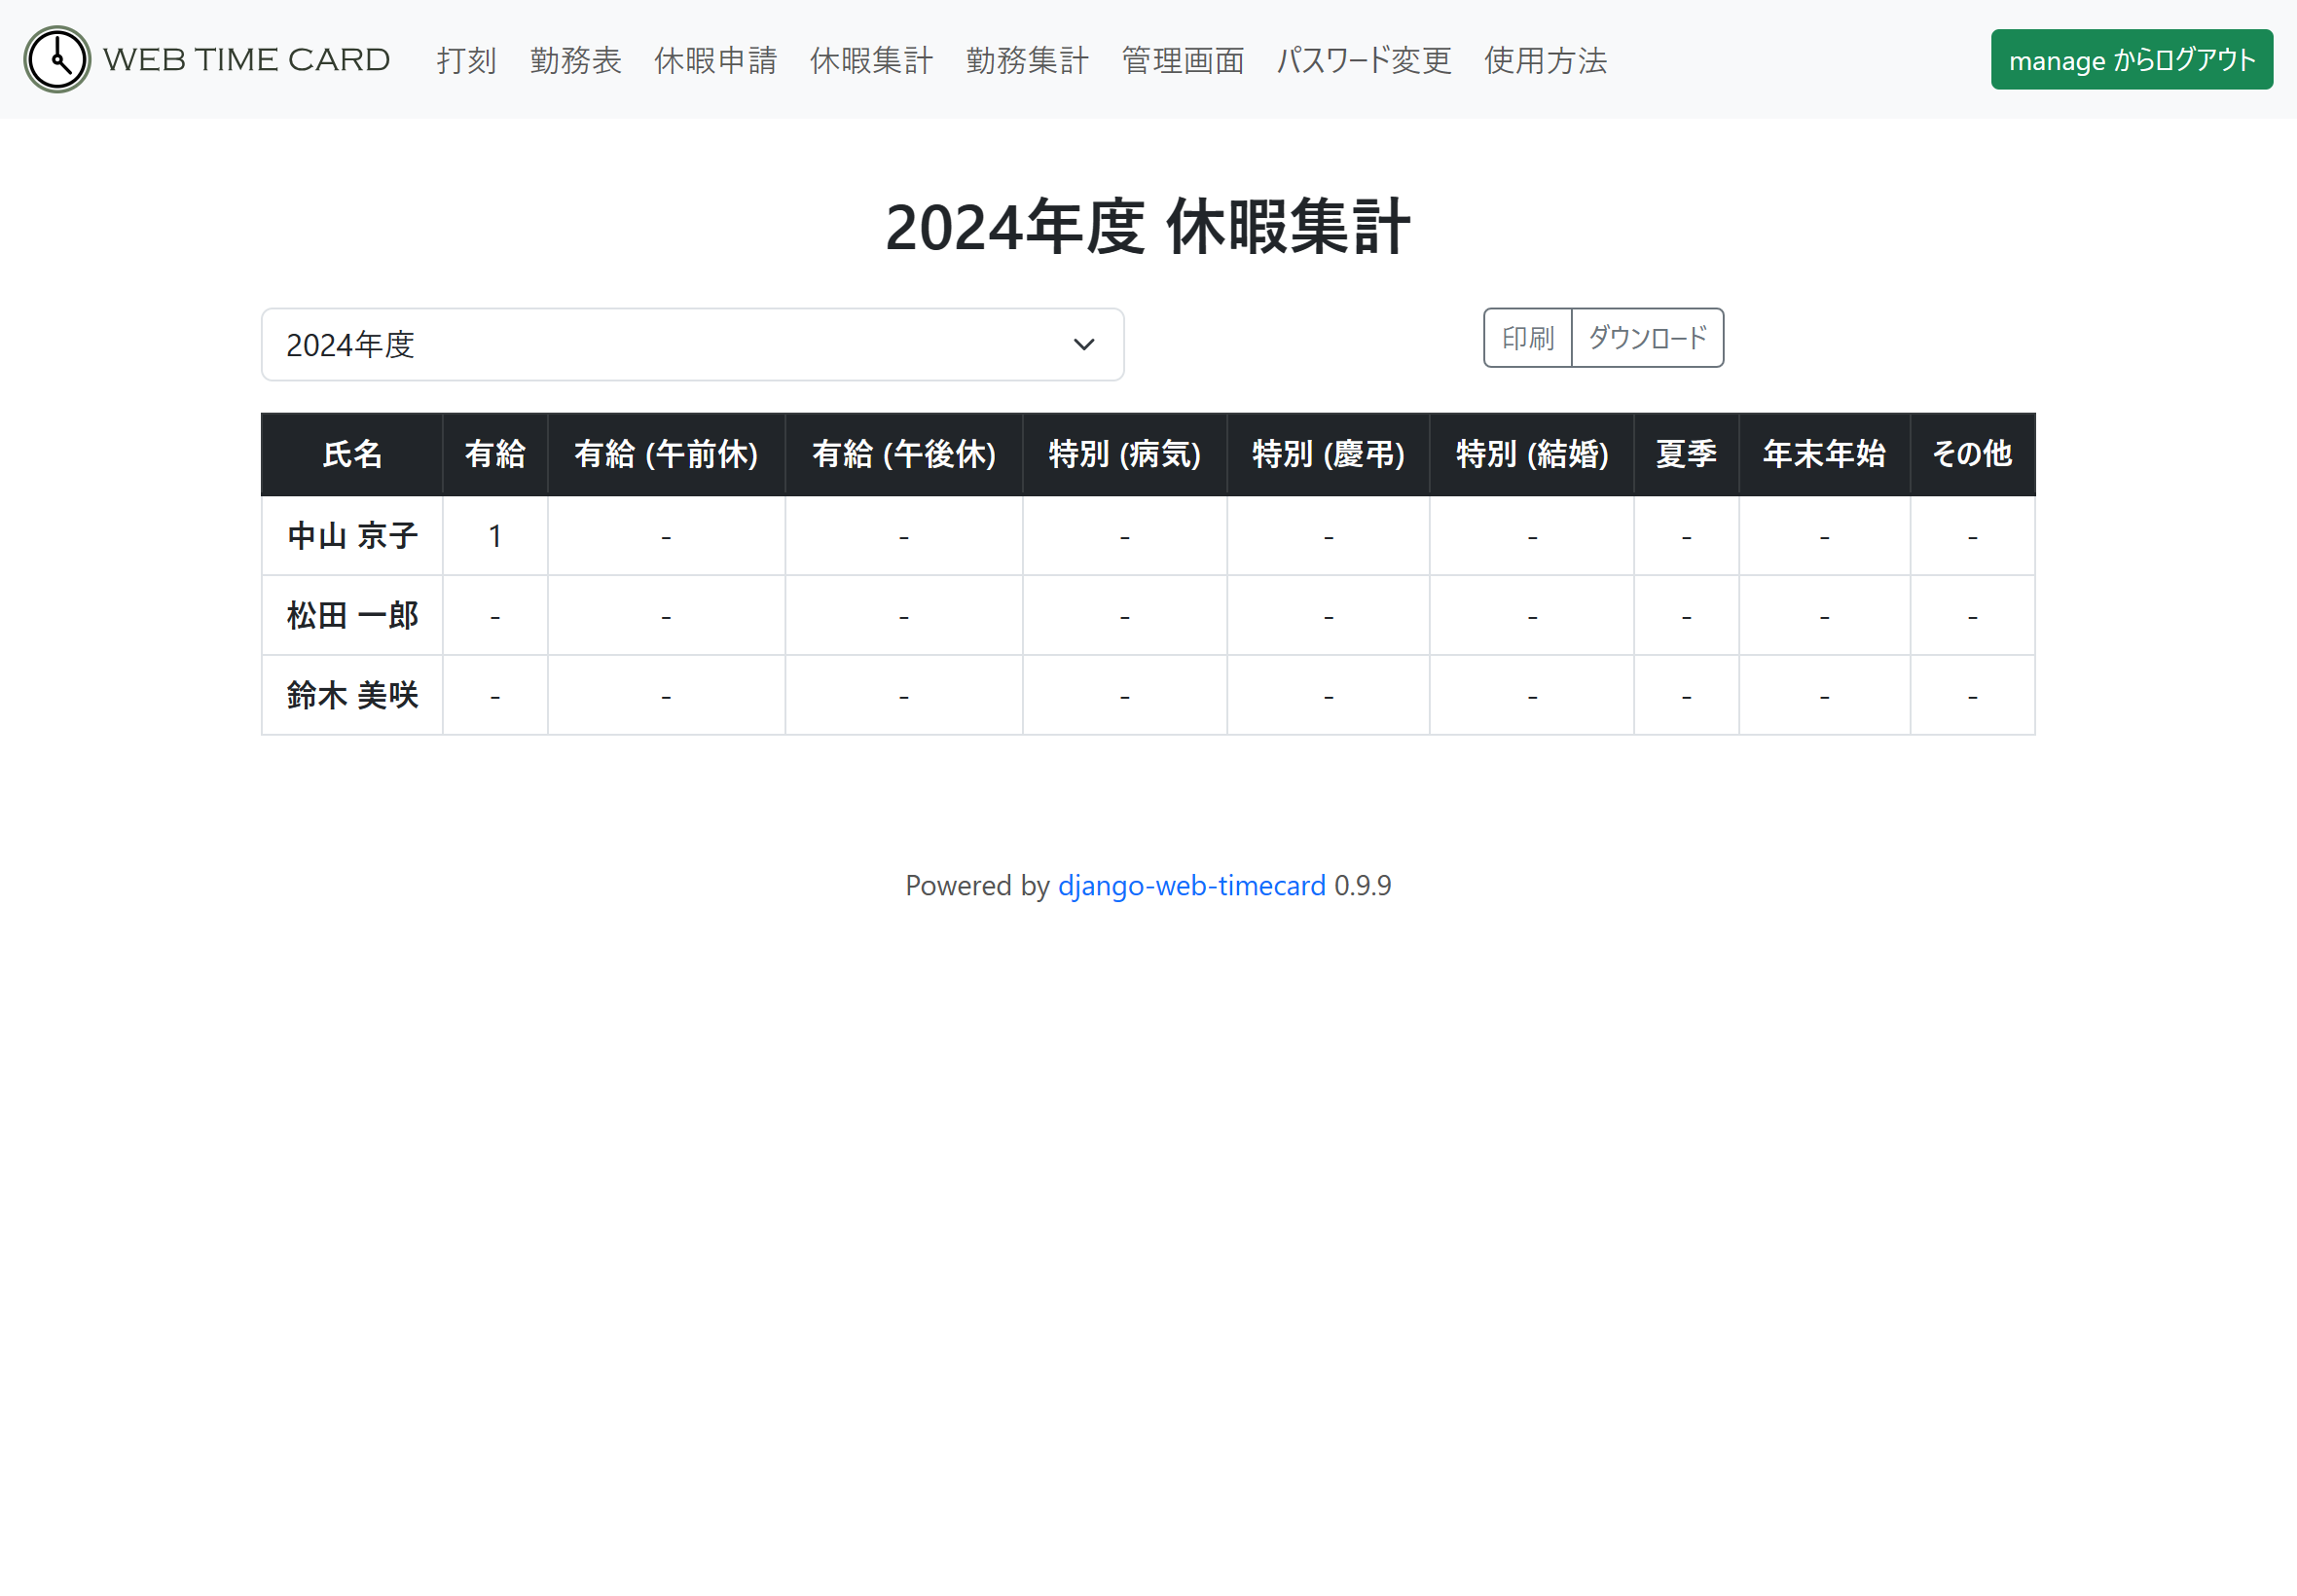 WEB TIME CARD 打刻 勤務表 休暇申請 休暇集計 勤務集計 管理画面 パスワード変更 使用方法 manage からログアウト
2024年度 休暇集計
2024年度 印刷 ダウンロード
氏名 有給 有給 (午前休) 有給 (午後休) 特別 (病気) 特別 (慶弔) 特別 (結婚) 夏季 年末年始 その他
中山 京子 1 - - - - - - - -
松田 一郎 - - - - - - - - -
鈴木 美咲 - - - - - - - - -
Powered by django-web-timecard 0.9.9